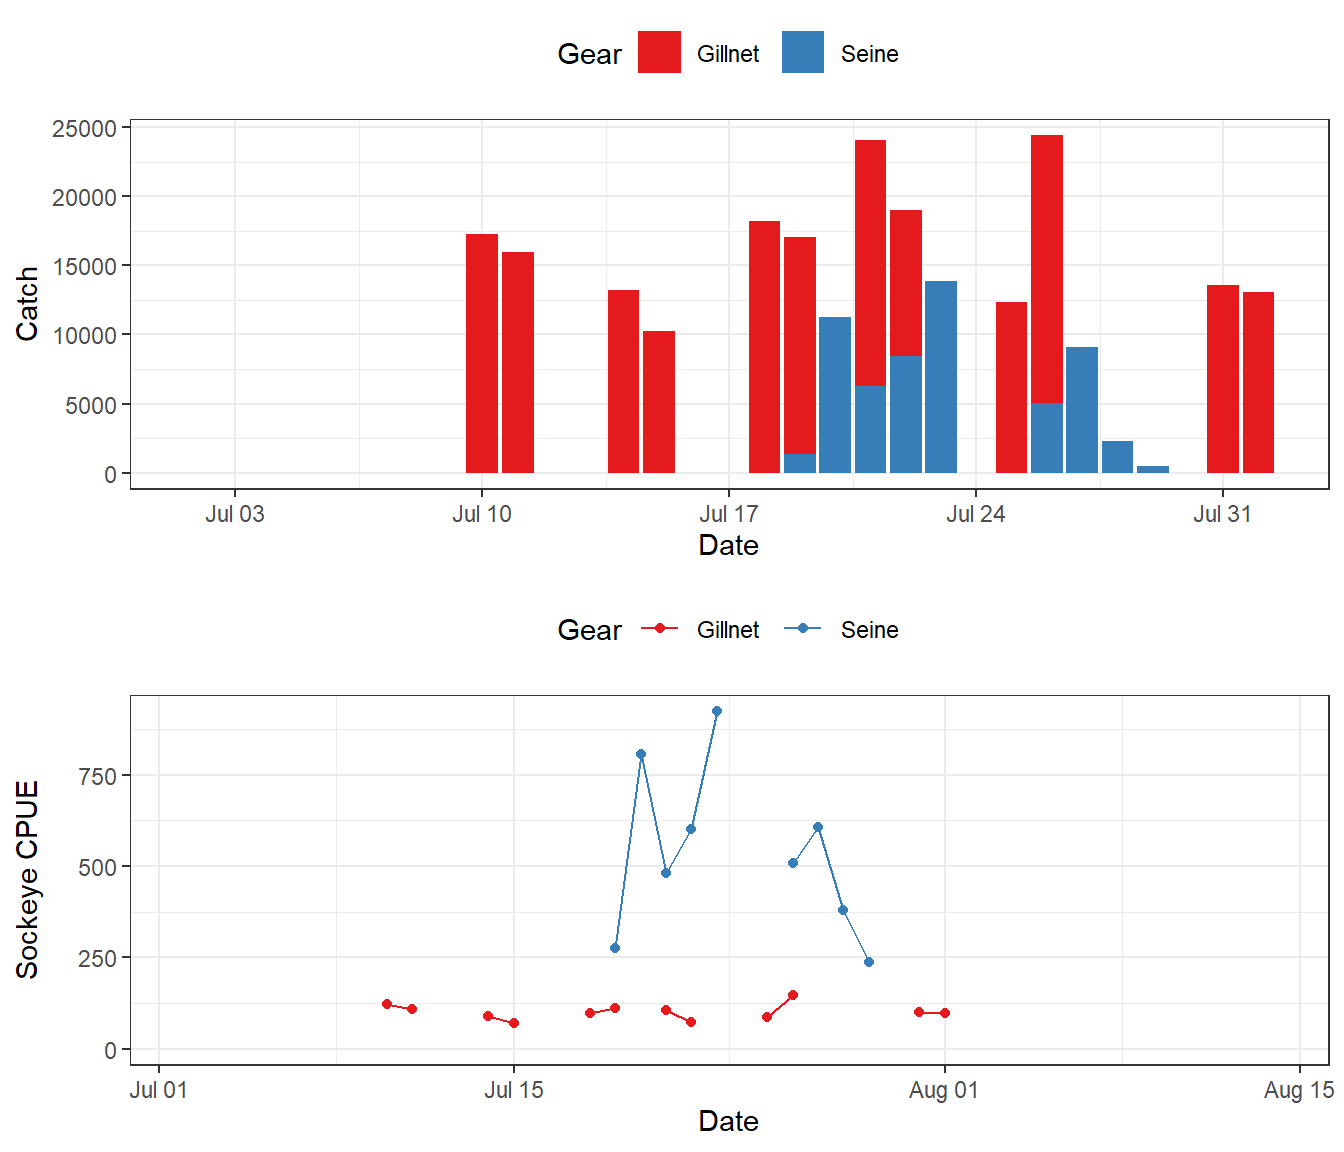 Gear Gillnet Seine
25000
20000
15000
10000
5000
0
Catch
Jul 03 Jul 10 Jul 17 Jul 24 Jul 31
Date
Gear Gillnet Seine
750
500
250
0
Sockeye CPUE
Jul 01 Jul 15 Aug 01 Aug 15
Date